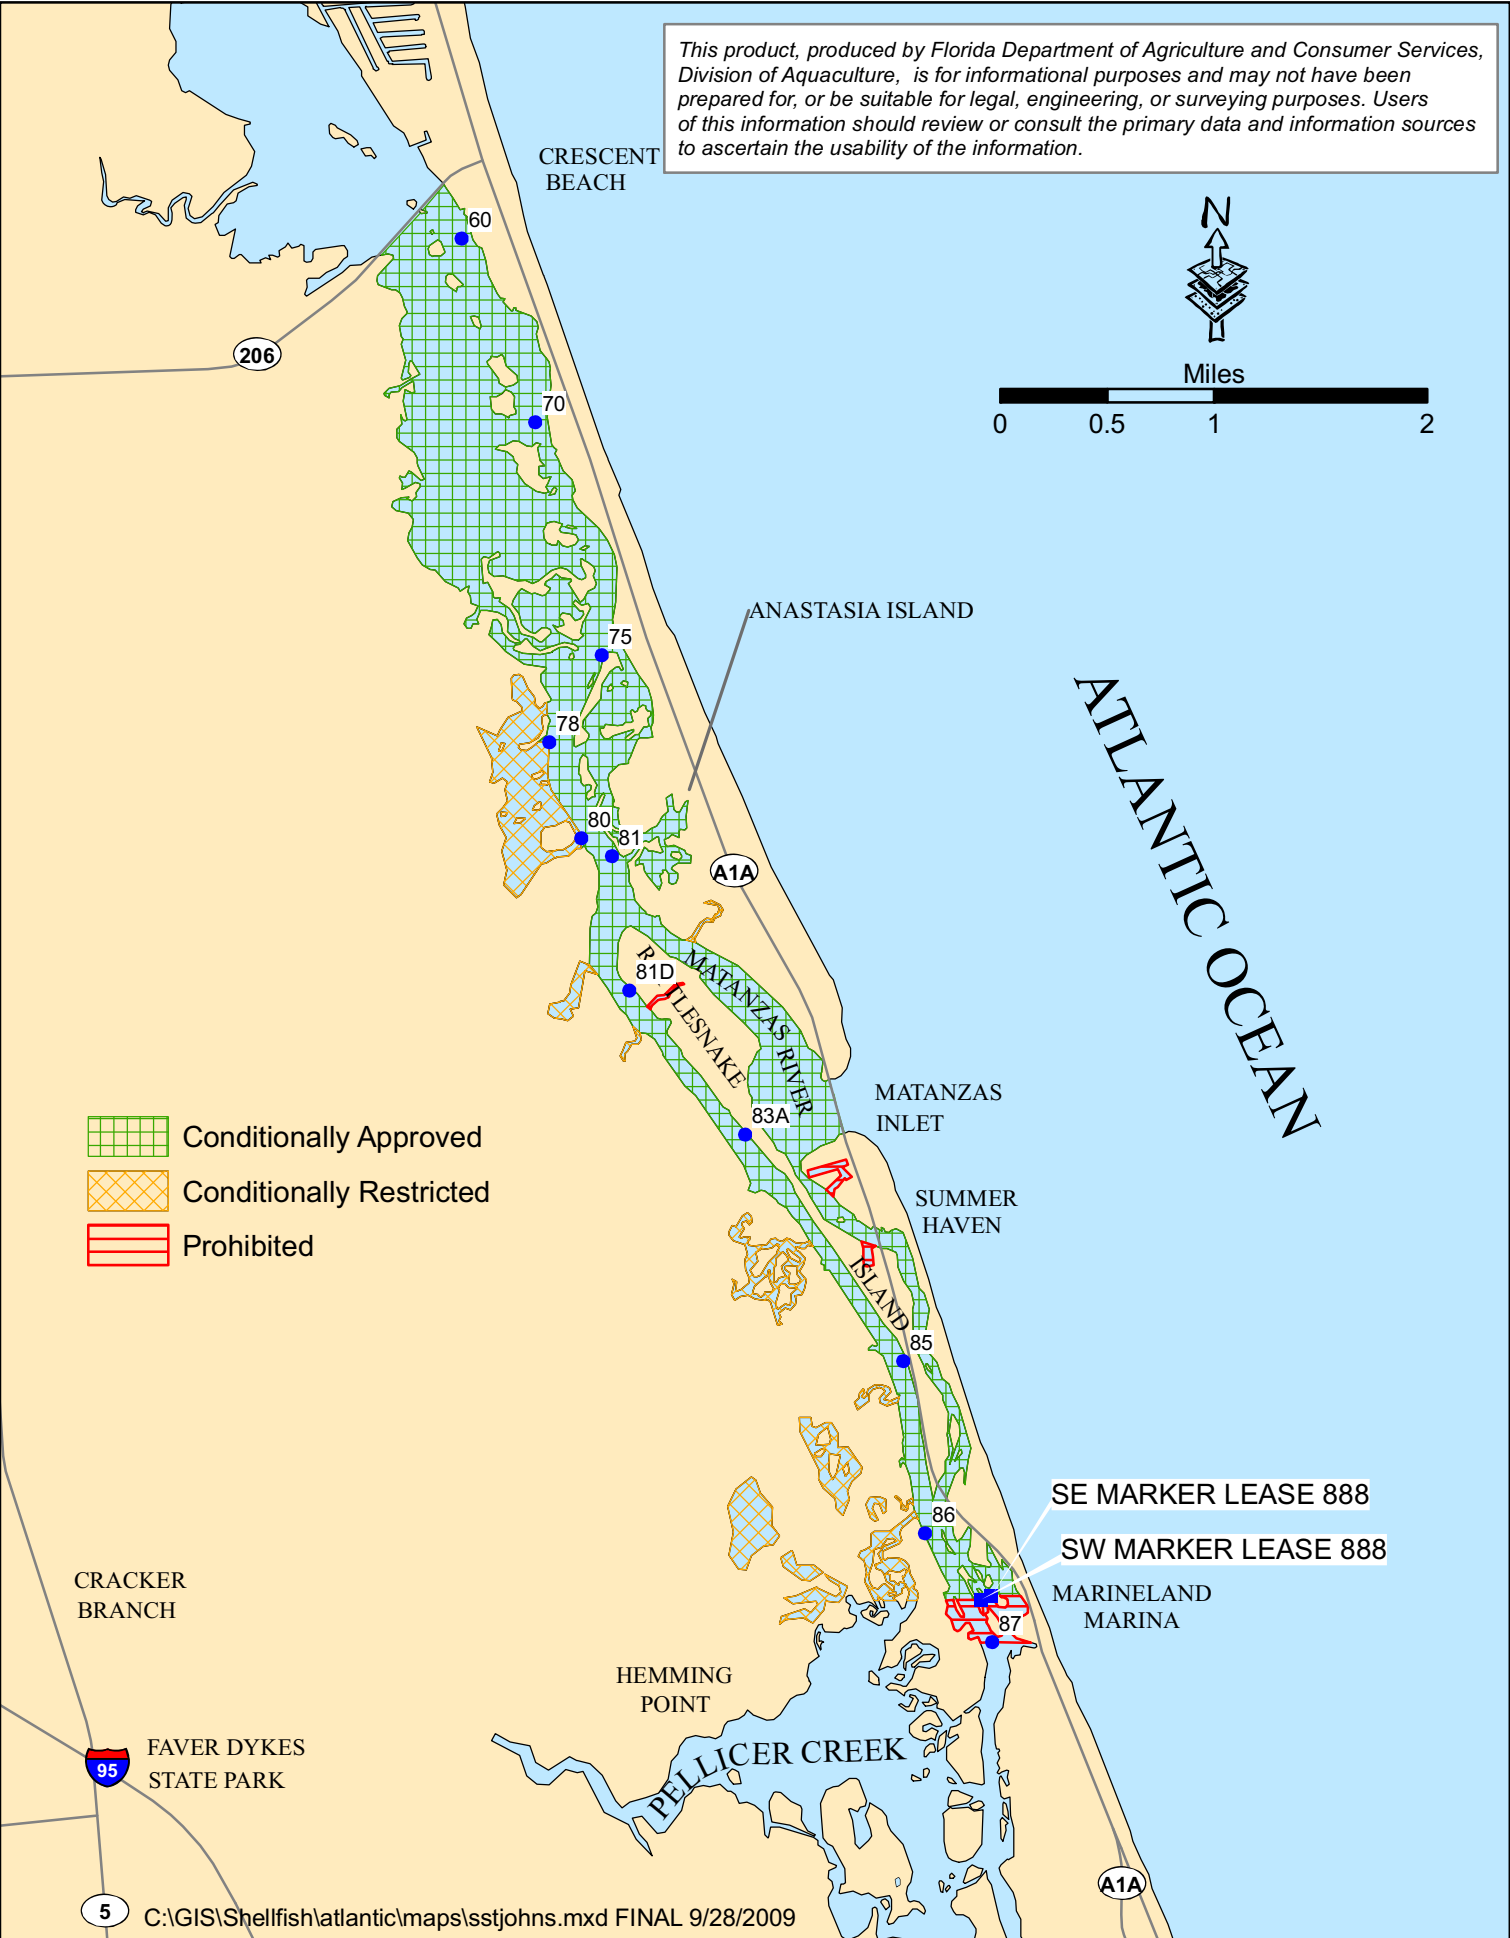 This product, produced by Florida Department of Agriculture and Consumer Services,
Division of Aquaculture, is for informational purposes and may not have been
prepared for, or be suitable for legal, engineering, or surveying purposes. Users
of this information should review or consult the primary data and information sources
to ascertain the usability of the information.
CRESCENT
BEACH
N
60
206
Miles
0 0.5 1 2
70
ANASTASIA ISLAND
75
78
ATLANTIC OCEAN
80
81
A1A
81D
MATANZAS RIVER
RATTLESNAKE
ISLAND
83A
MATANZAS
INLET
Conditionally Approved
Conditionally Restricted
Prohibited
SUMMER
HAVEN
85
SE MARKER LEASE 888
86
SW MARKER LEASE 888
CRACKER
BRANCH
MARINELAND
MARINA
87
HEMMING
POINT
PELLICER CREEK
FAVER DYKES
STATE PARK
95
A1A
5
C:\GIS\Shellfish\atlantic\maps\sstjohns.mxd FINAL 9/28/2009